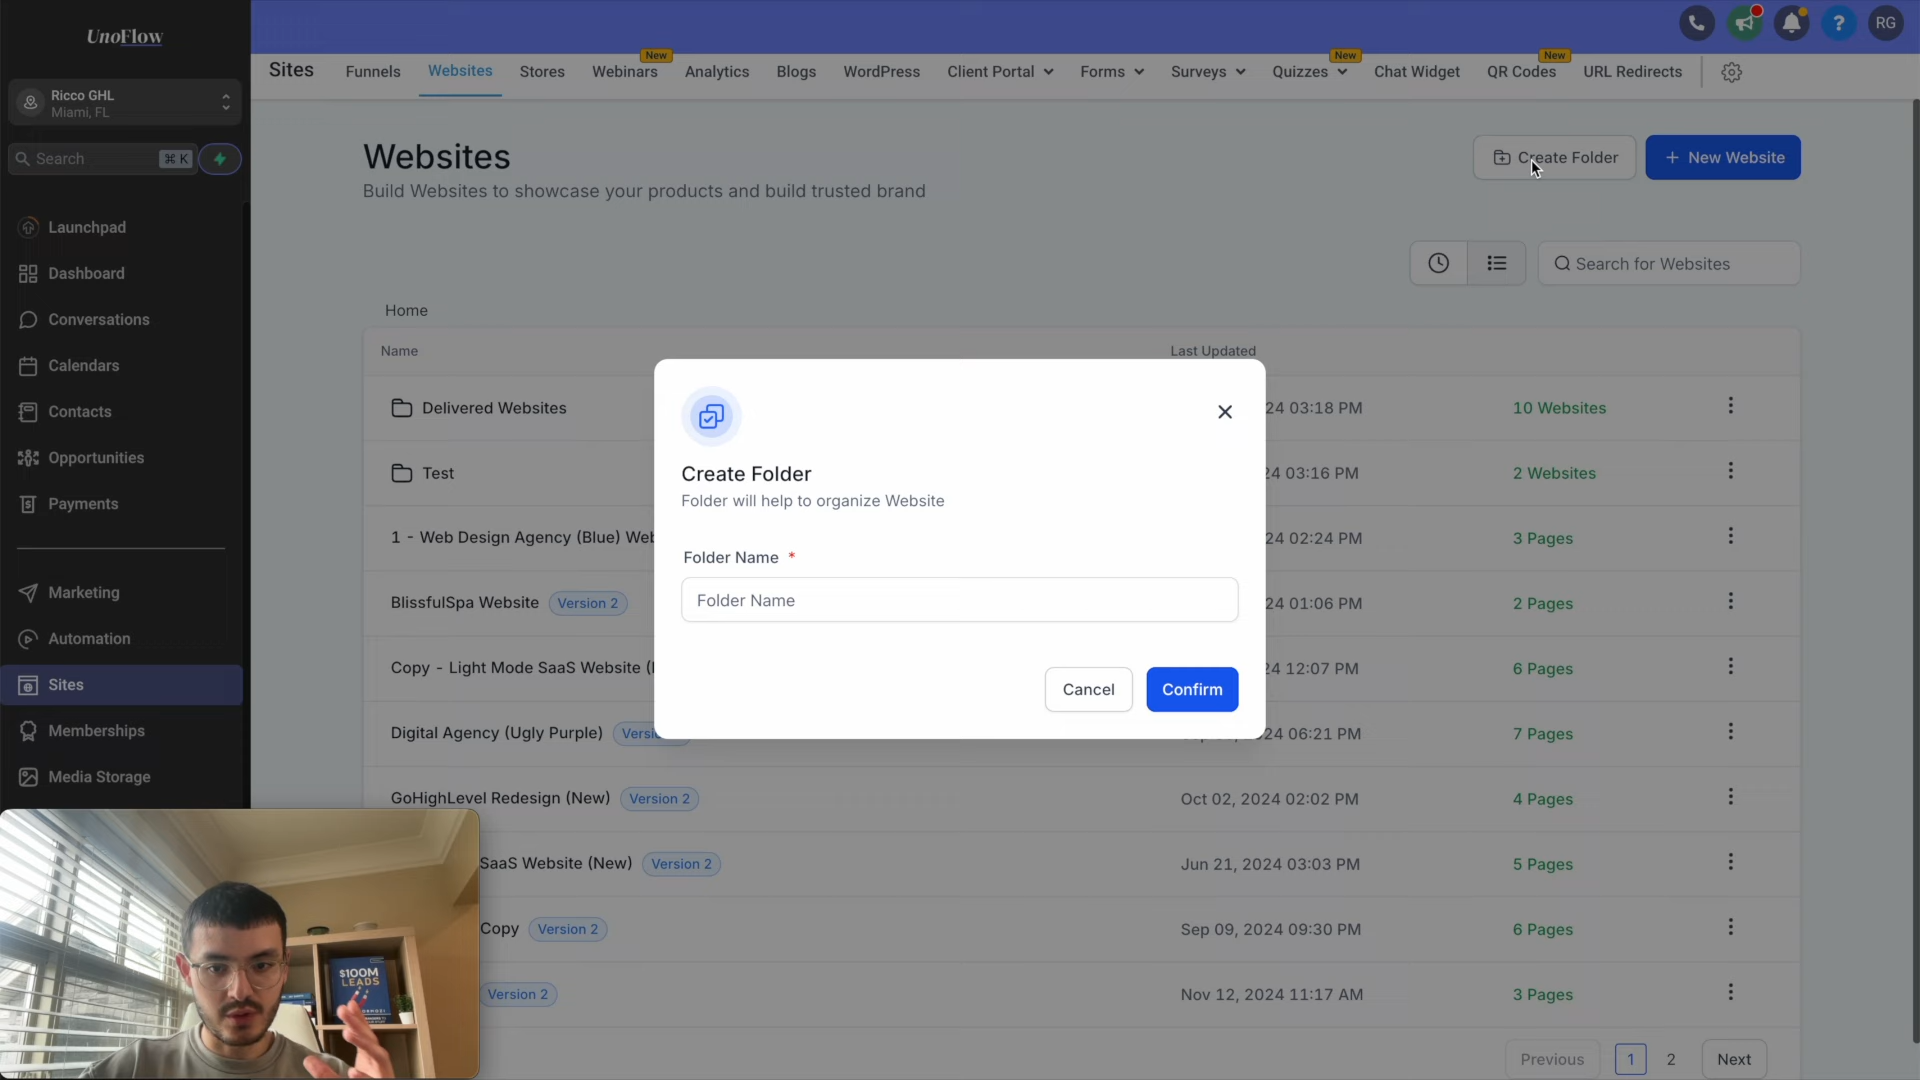 UnoFlow
Ricco GHL
Miami, FL
Search
⌘ K
Launchpad
Dashboard
Conversations
Calendars
Contacts
Opportunities
Payments
Marketing
Automation
Sites
Memberships
Media Storage
RG
New New New
Sites Funnels Websites Stores Webinars Analytics Blogs WordPress Client Portal Forms Surveys Quizzes Chat Widget QR Codes URL Redirects
Websites
Build Websites to showcase your products and build trusted brand
Create Folder
+ New Website
Search for Websites
Home
Name Last Updated
Delivered Websites 24 03:18 PM 10 Websites
Test 24 03:16 PM 2 Websites
1 - Web Design Agency (Blue) Web 24 02:24 PM 3 Pages
BlissfulSpa Website Version 2 24 01:06 PM 2 Pages
Copy - Light Mode SaaS Website ( 24 12:07 PM 6 Pages
Digital Agency (Ugly Purple) Versi 24 06:21 PM 7 Pages
GoHighLevel Redesign (New) Version 2 Oct 02, 2024 02:02 PM 4 Pages
SaaS Website (New) Version 2 Jun 21, 2024 03:03 PM 5 Pages
Copy Version 2 Sep 09, 2024 09:30 PM 6 Pages
Version 2 Nov 12, 2024 11:17 AM 3 Pages
Previous 1 2 Next
Create Folder
Folder will help to organize Website
Folder Name *
Folder Name
Cancel Confirm
$100M
LEADS